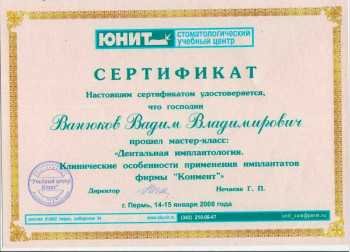 ЮНИТ
СТОМАТОЛОГИЧЕСКИЙ
УЧЕБНЫЙ ЦЕНТР
СЕРТИФИКАТ
Настоящим сертификатом удостоверяется,
что господин
Ванюков Вадим Владимирович
прошел мастер-класс:
«Дентальная имплантология.
Клинические особенности применения имплантатов
фирмы "Конмет"»
Директор Нечаева Г. П.
г. Пермь, 14-15 января 2008 года